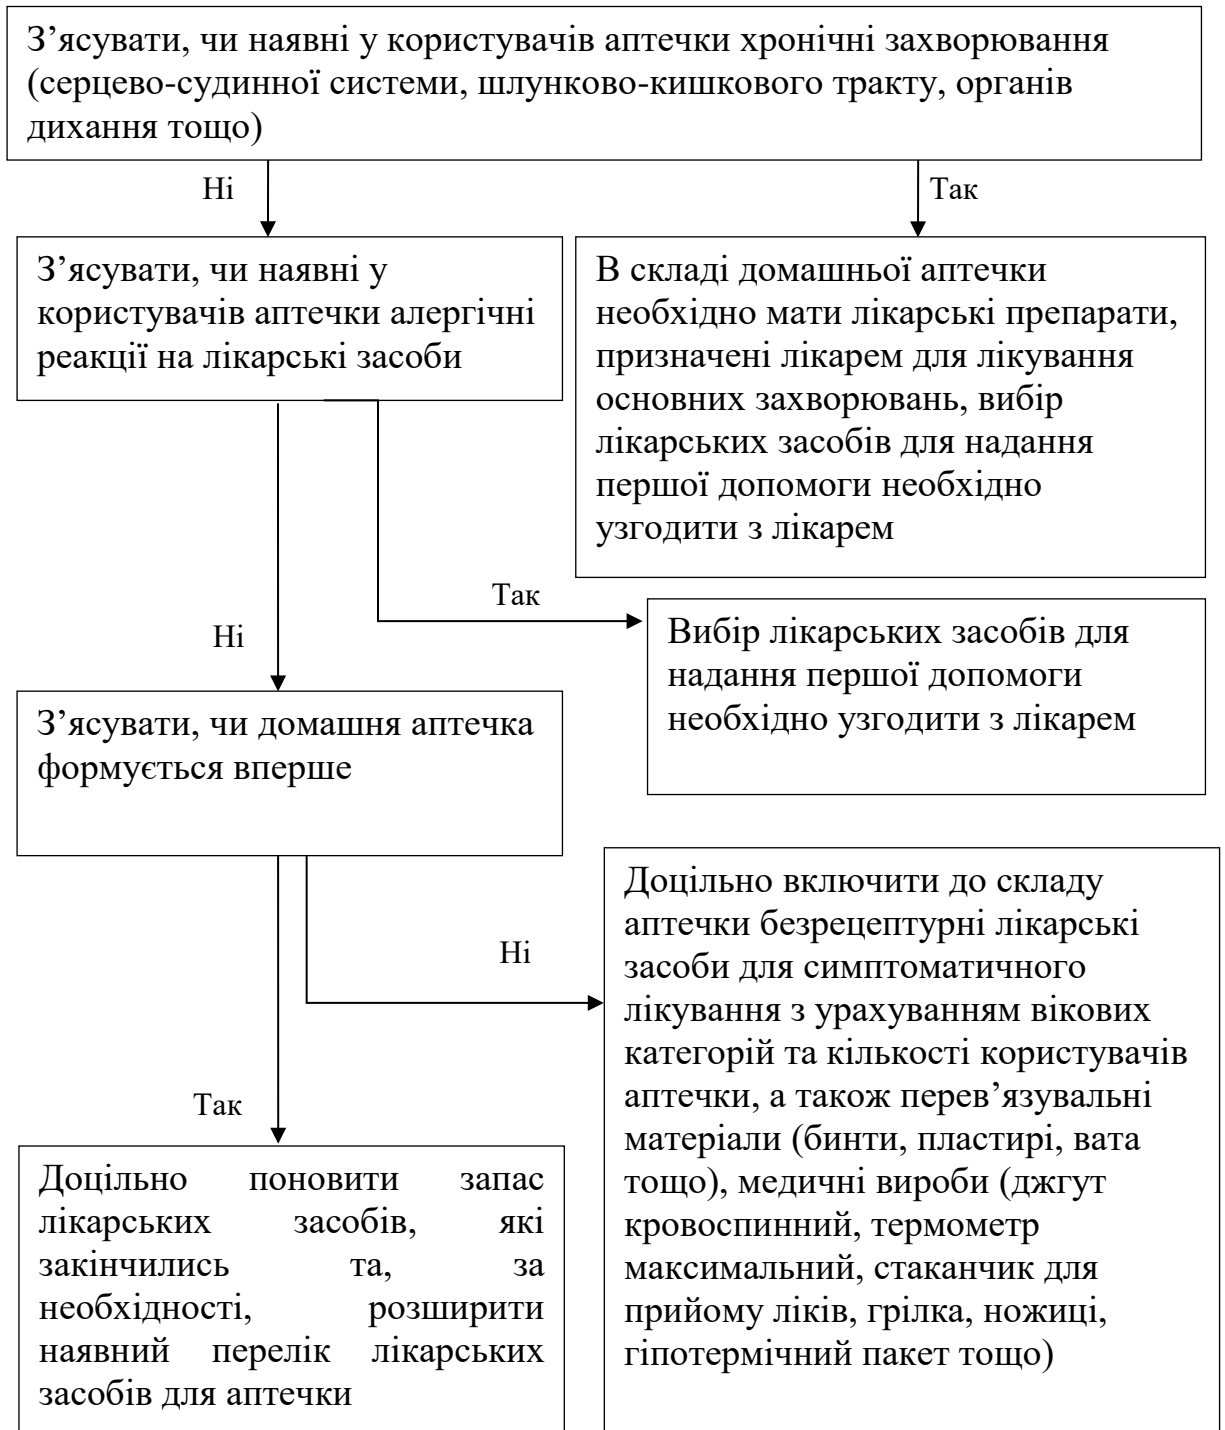 З’ясувати, чи наявні у користувачів аптечки хронічні захворювання
(серцево-судинної системи, шлунково-кишкового тракту, органів
дихання тощо)
Ні
Так
З’ясувати, чи наявні у
користувачів аптечки алергічні
реакції на лікарські засоби
В складі домашньої аптечки
необхідно мати лікарські препарати,
призначені лікарем для лікування
основних захворювань, вибір
лікарських засобів для надання
першої допомоги необхідно
узгодити з лікарем
Так
Ні
Вибір лікарських засобів для
надання першої допомоги
необхідно узгодити з лікарем
З’ясувати, чи домашня аптечка
формується вперше
Ні
Так
Доцільно включити до складу
аптечки безрецептурні лікарські
засоби для симптоматичного
лікування з урахуванням вікових
категорій та кількості користувачів
аптечки, а також перев’язувальні
матеріали (бинти, пластирі, вата
тощо), медичні вироби (джгут
кровоспинний, термометр
максимальний, стаканчик для
прийому ліків, грілка, ножиці,
гіпотермічний пакет тощо)
Доцільно поновити запас
лікарських засобів, які
закінчились та, за
необхідності, розширити
наявний перелік лікарських
засобів для аптечки